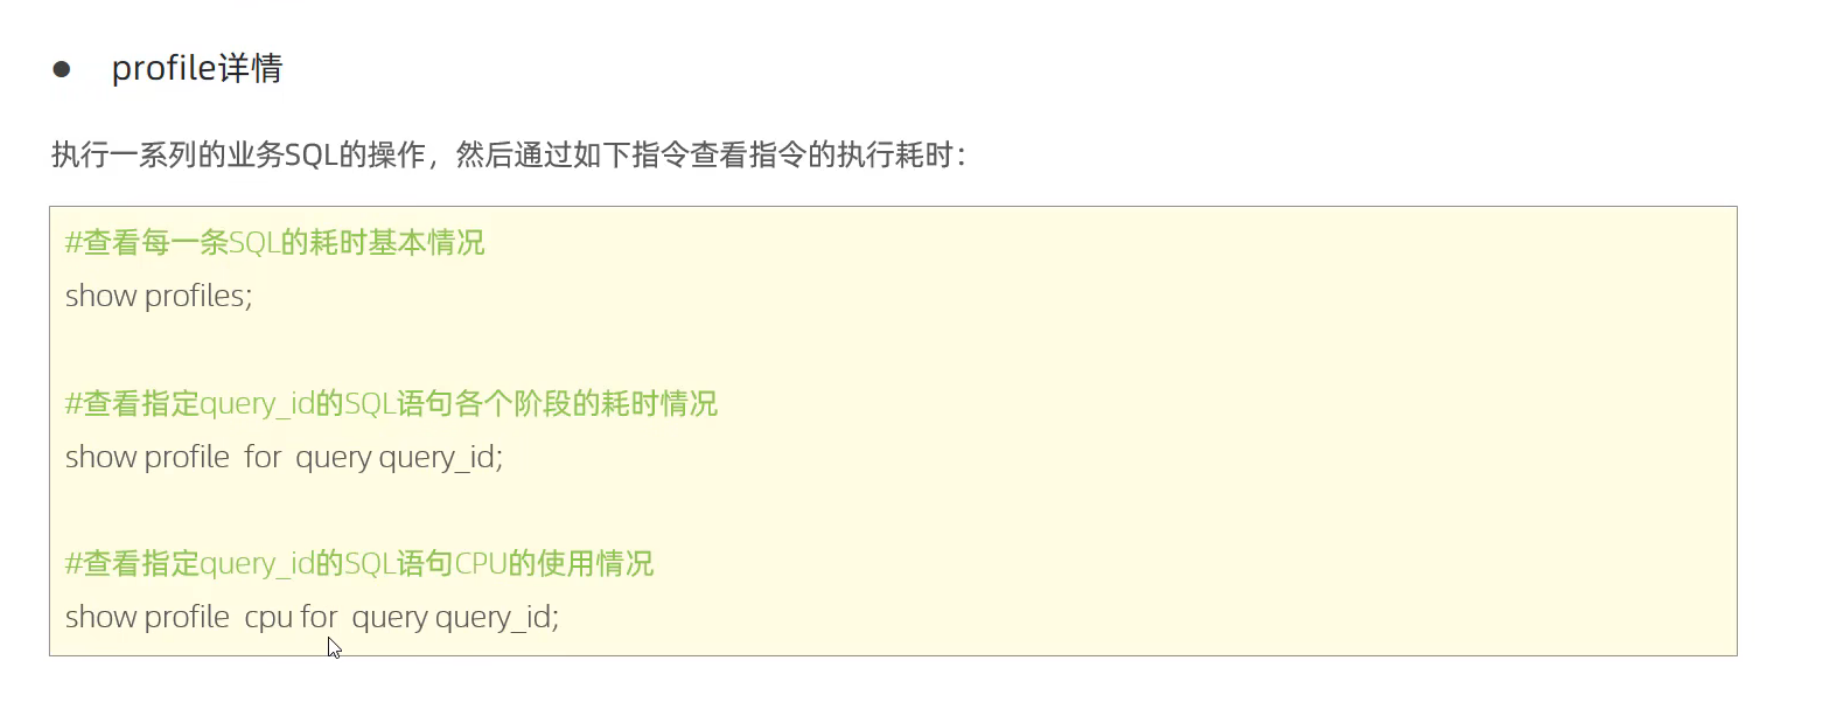 ● profile详情
执行一系列的业务SQL的操作，然后通过如下指令查看指令的执行耗时：
#查看每一条SQL的耗时基本情况
show profiles;
#查看指定query_id的SQL语句各个阶段的耗时情况
show profile for query query_id;
#查看指定query_id的SQL语句CPU的使用情况
show profile cpu for query query_id;